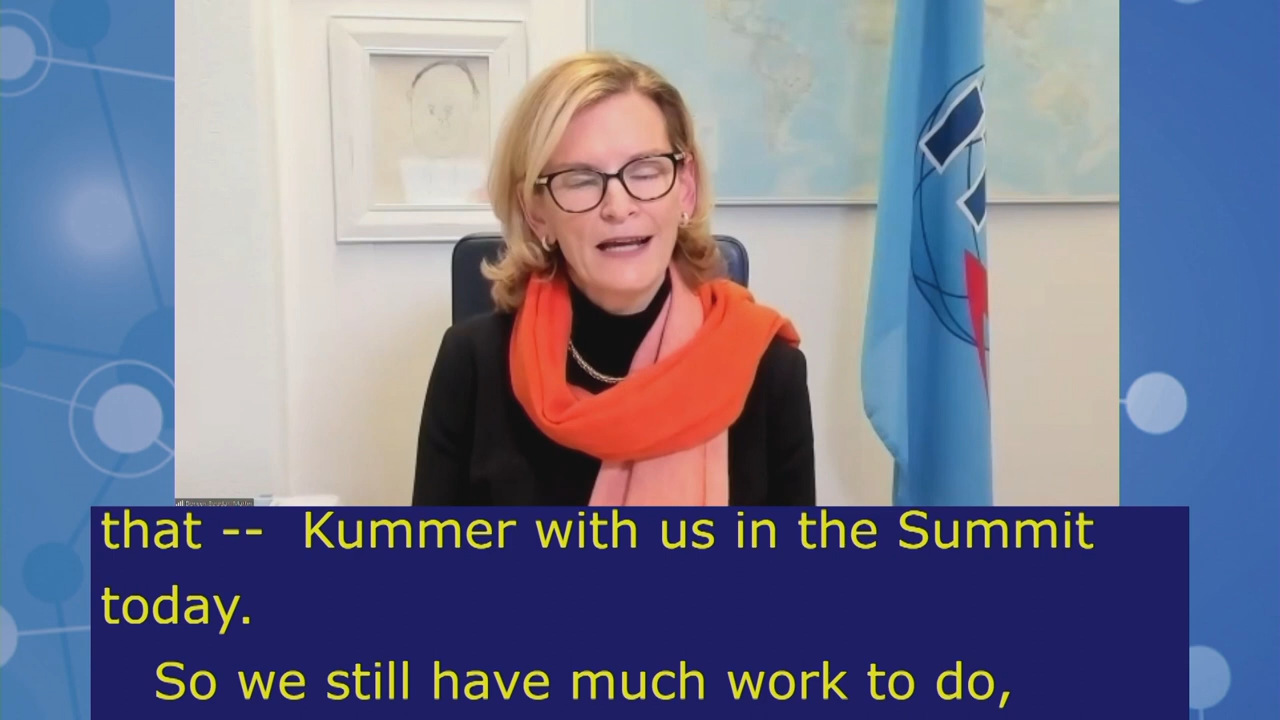 that --  Kummer with us in the Summit
today.
So we still have much work to do,